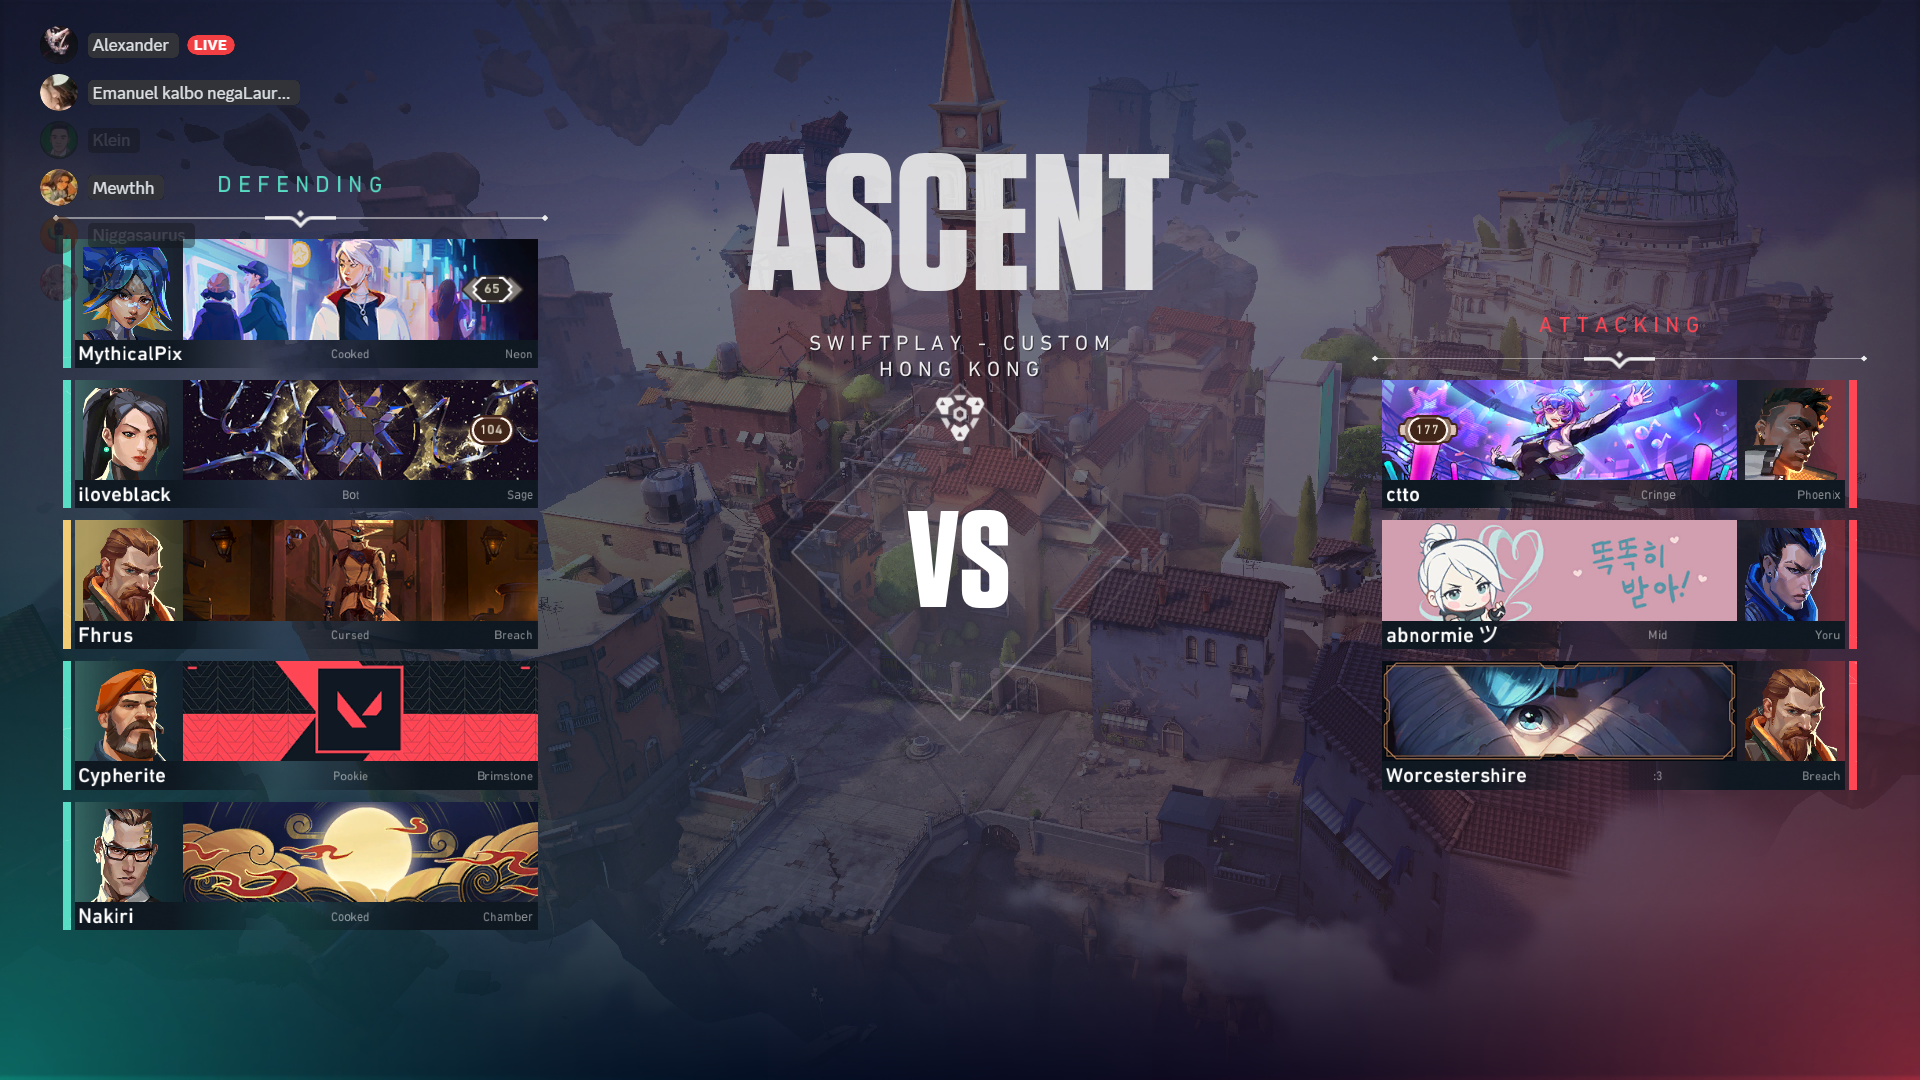 Alexander LIVE
Emanuel kalbo negaLaur...
Klein
Mewthh
Niggasaurus
DEFENDING
65
MythicalPix Cooked Neon
104
iloveblack Bot Sage
Fhrus Cursed Breach
Cypherite Pookie Brimstone
Nakiri Cooked Chamber
ASCENT
SWIFTPLAY - CUSTOM
HONG KONG
VS
ATTACKING
177
ctto Cringe Phoenix
똑똑히
받아!
abnormie ツ Mid Yoru
Worcestershire :3 Breach